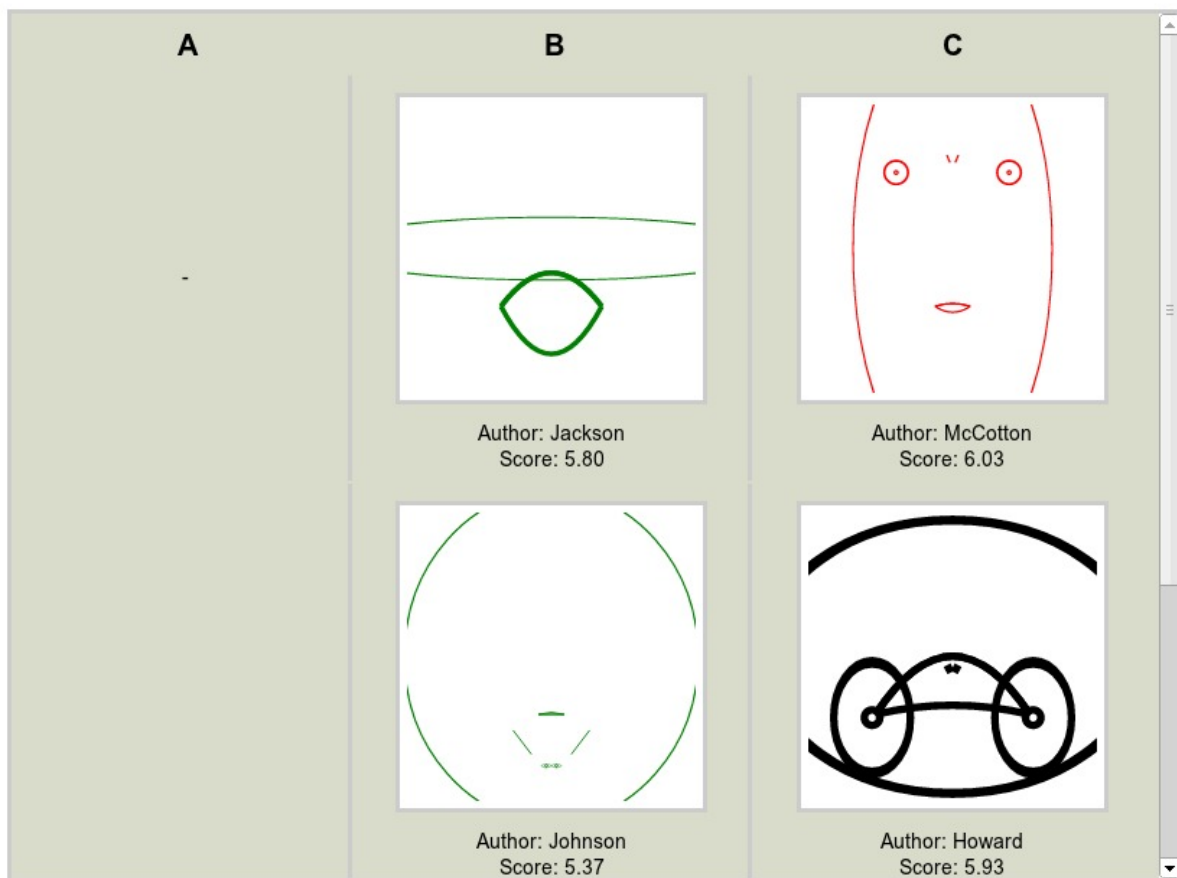 A B C
-
Author: Jackson
Score: 5.80
Author: McCotton
Score: 6.03
Author: Johnson
Score: 5.37
Author: Howard
Score: 5.93